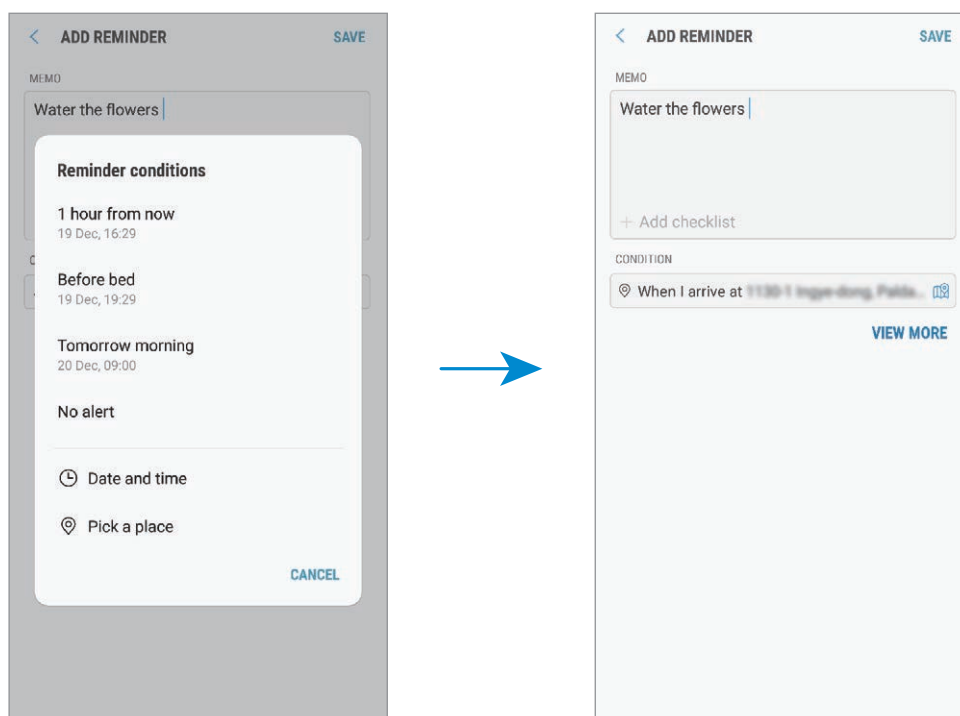 ADD REMINDER SAVE
MEMO
Water the flowers
Reminder conditions
1 hour from now
19 Dec, 16:29
Before bed
19 Dec, 19:29
Tomorrow morning
20 Dec, 09:00
No alert
Date and time
Pick a place
CANCEL
ADD REMINDER SAVE
MEMO
Water the flowers
+ Add checklist
CONDITION
When I arrive at
VIEW MORE